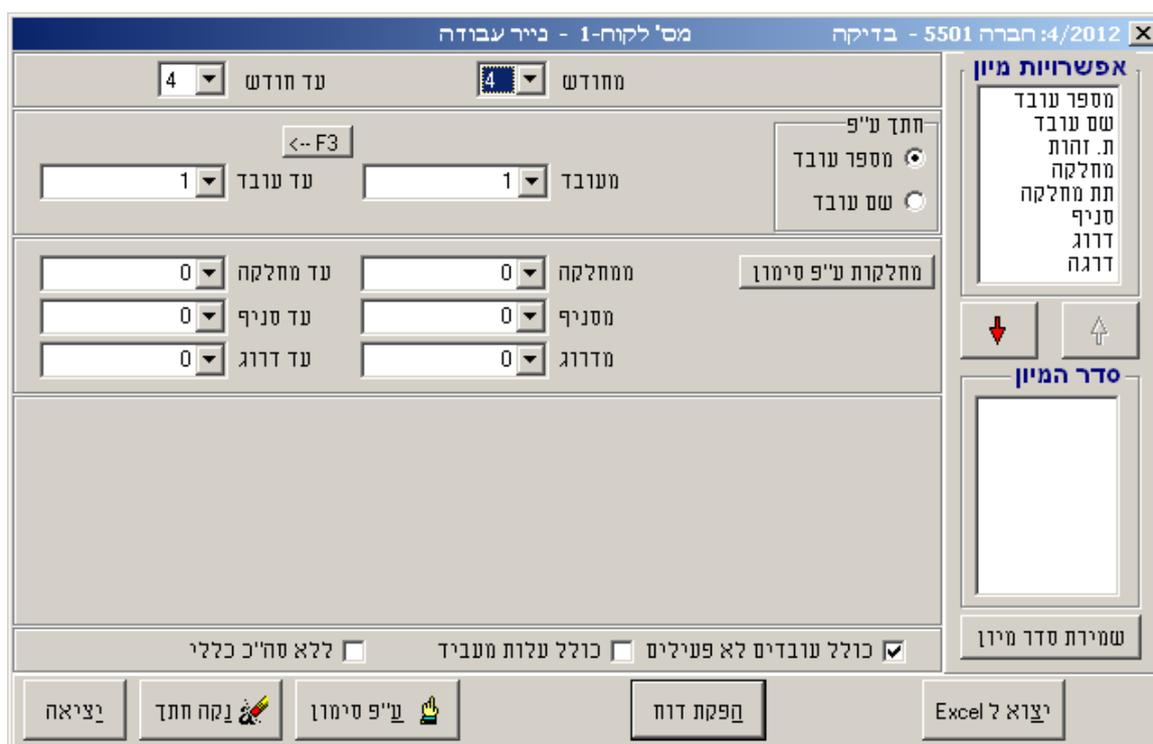 4/2012: חברה 5501 - בדיקה מס' לקוח-1 - נייר עבודה
אפשרויות מיון
מספר עובד
שם עובד
ת. זהות
מחלקה
תת מחלקה
סניף
דרוג
דרגה
סדר המיון
שמירת סדר מיון
מחודש 4 עד חודש 4
חתך ע"פ
מספר עובד
שם עובד
<-- F3
מעובד 1 עד עובד 1
מחלקות ע"פ סימון
ממחלקה 0 עד מחלקה 0
מסניף 0 עד סניף 0
מדרוג 0 עד דרוג 0
כולל עובדים לא פעילים כולל עלות מעביד ללא סה"כ כללי
יצוא ל Excel הפקת דוח ע"פ סימון נקה חתך יציאה